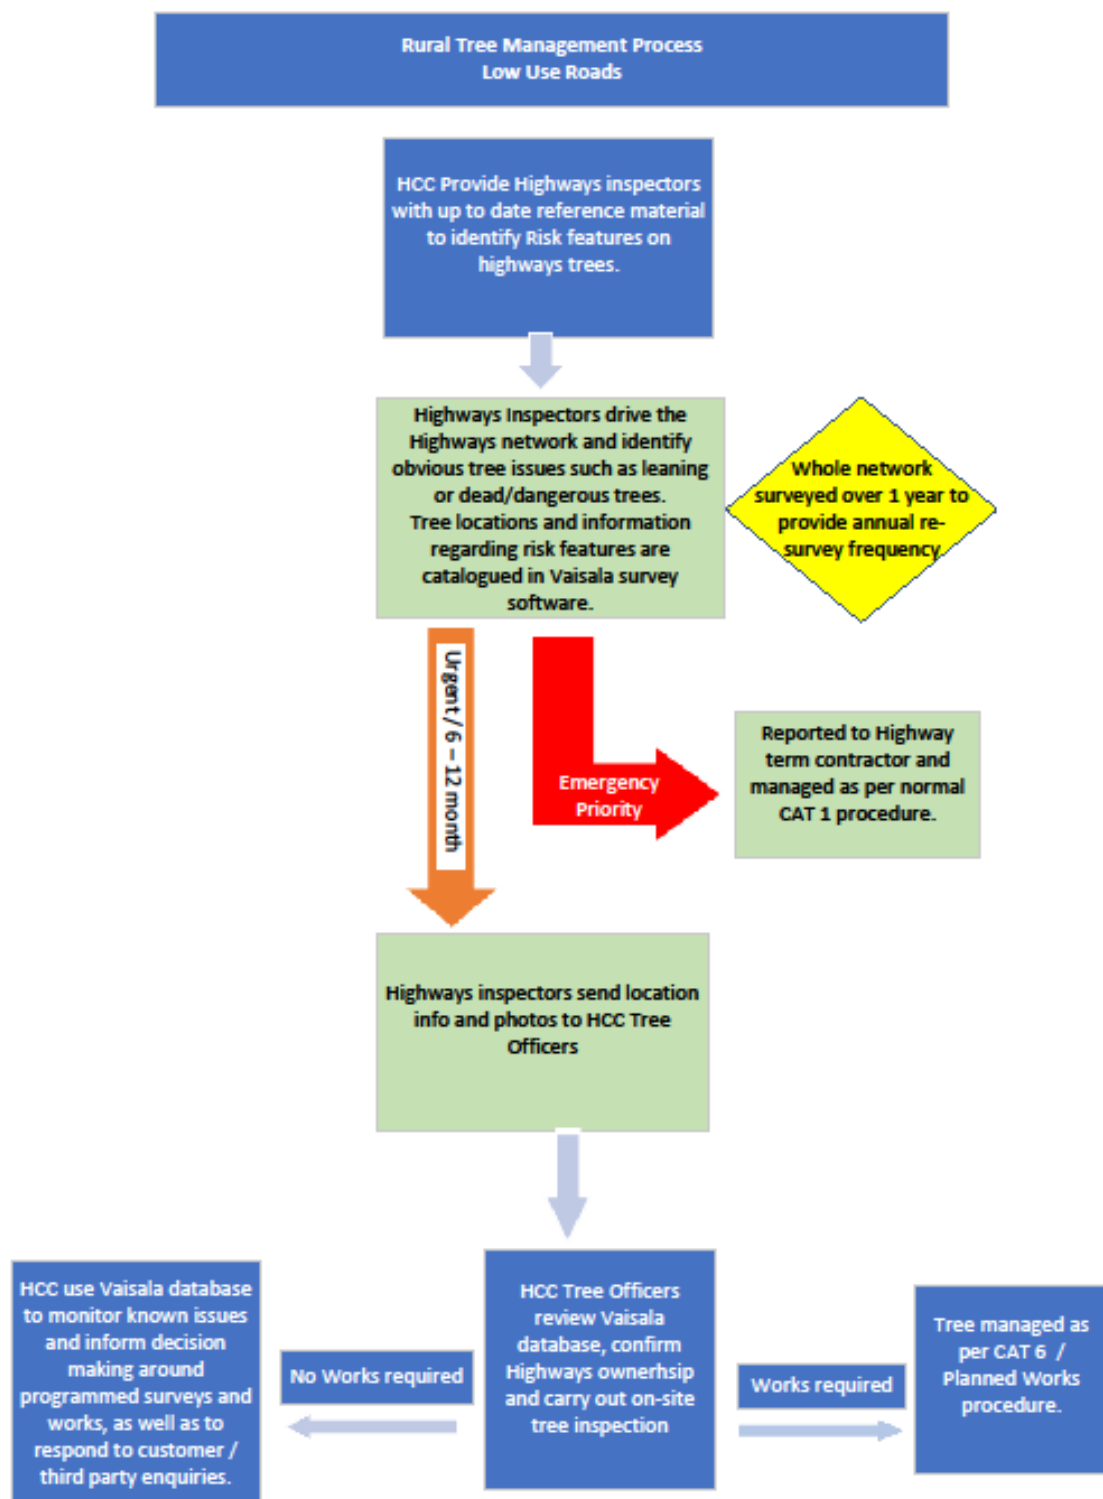 Rural Tree Management Process
Low Use Roads
HCC Provide Highways inspectors
with up to date reference material
to identify Risk features on
highways trees.
Highways Inspectors drive the
Highways network and identify
obvious tree issues such as leaning
or dead/dangerous trees.
Tree locations and information
regarding risk features are
catalogued in Vaisala survey
software.
Whole network
surveyed over 1 year to
provide annual re-
survey frequency
Urgent / 6 – 12 month
Emergency
Priority
Reported to Highway
term contractor and
managed as per normal
CAT 1 procedure.
Highways inspectors send location
info and photos to HCC Tree
Officers
HCC use Vaisala database
to monitor known issues
and inform decision
making around
programmed surveys and
works, as well as to
respond to customer /
third party enquiries.
No Works required
HCC Tree Officers
review Vaisala
database, confirm
Highways ownerhsip
and carry out on-site
tree inspection
Works required
Tree managed as
per CAT 6 /
Planned Works
procedure.